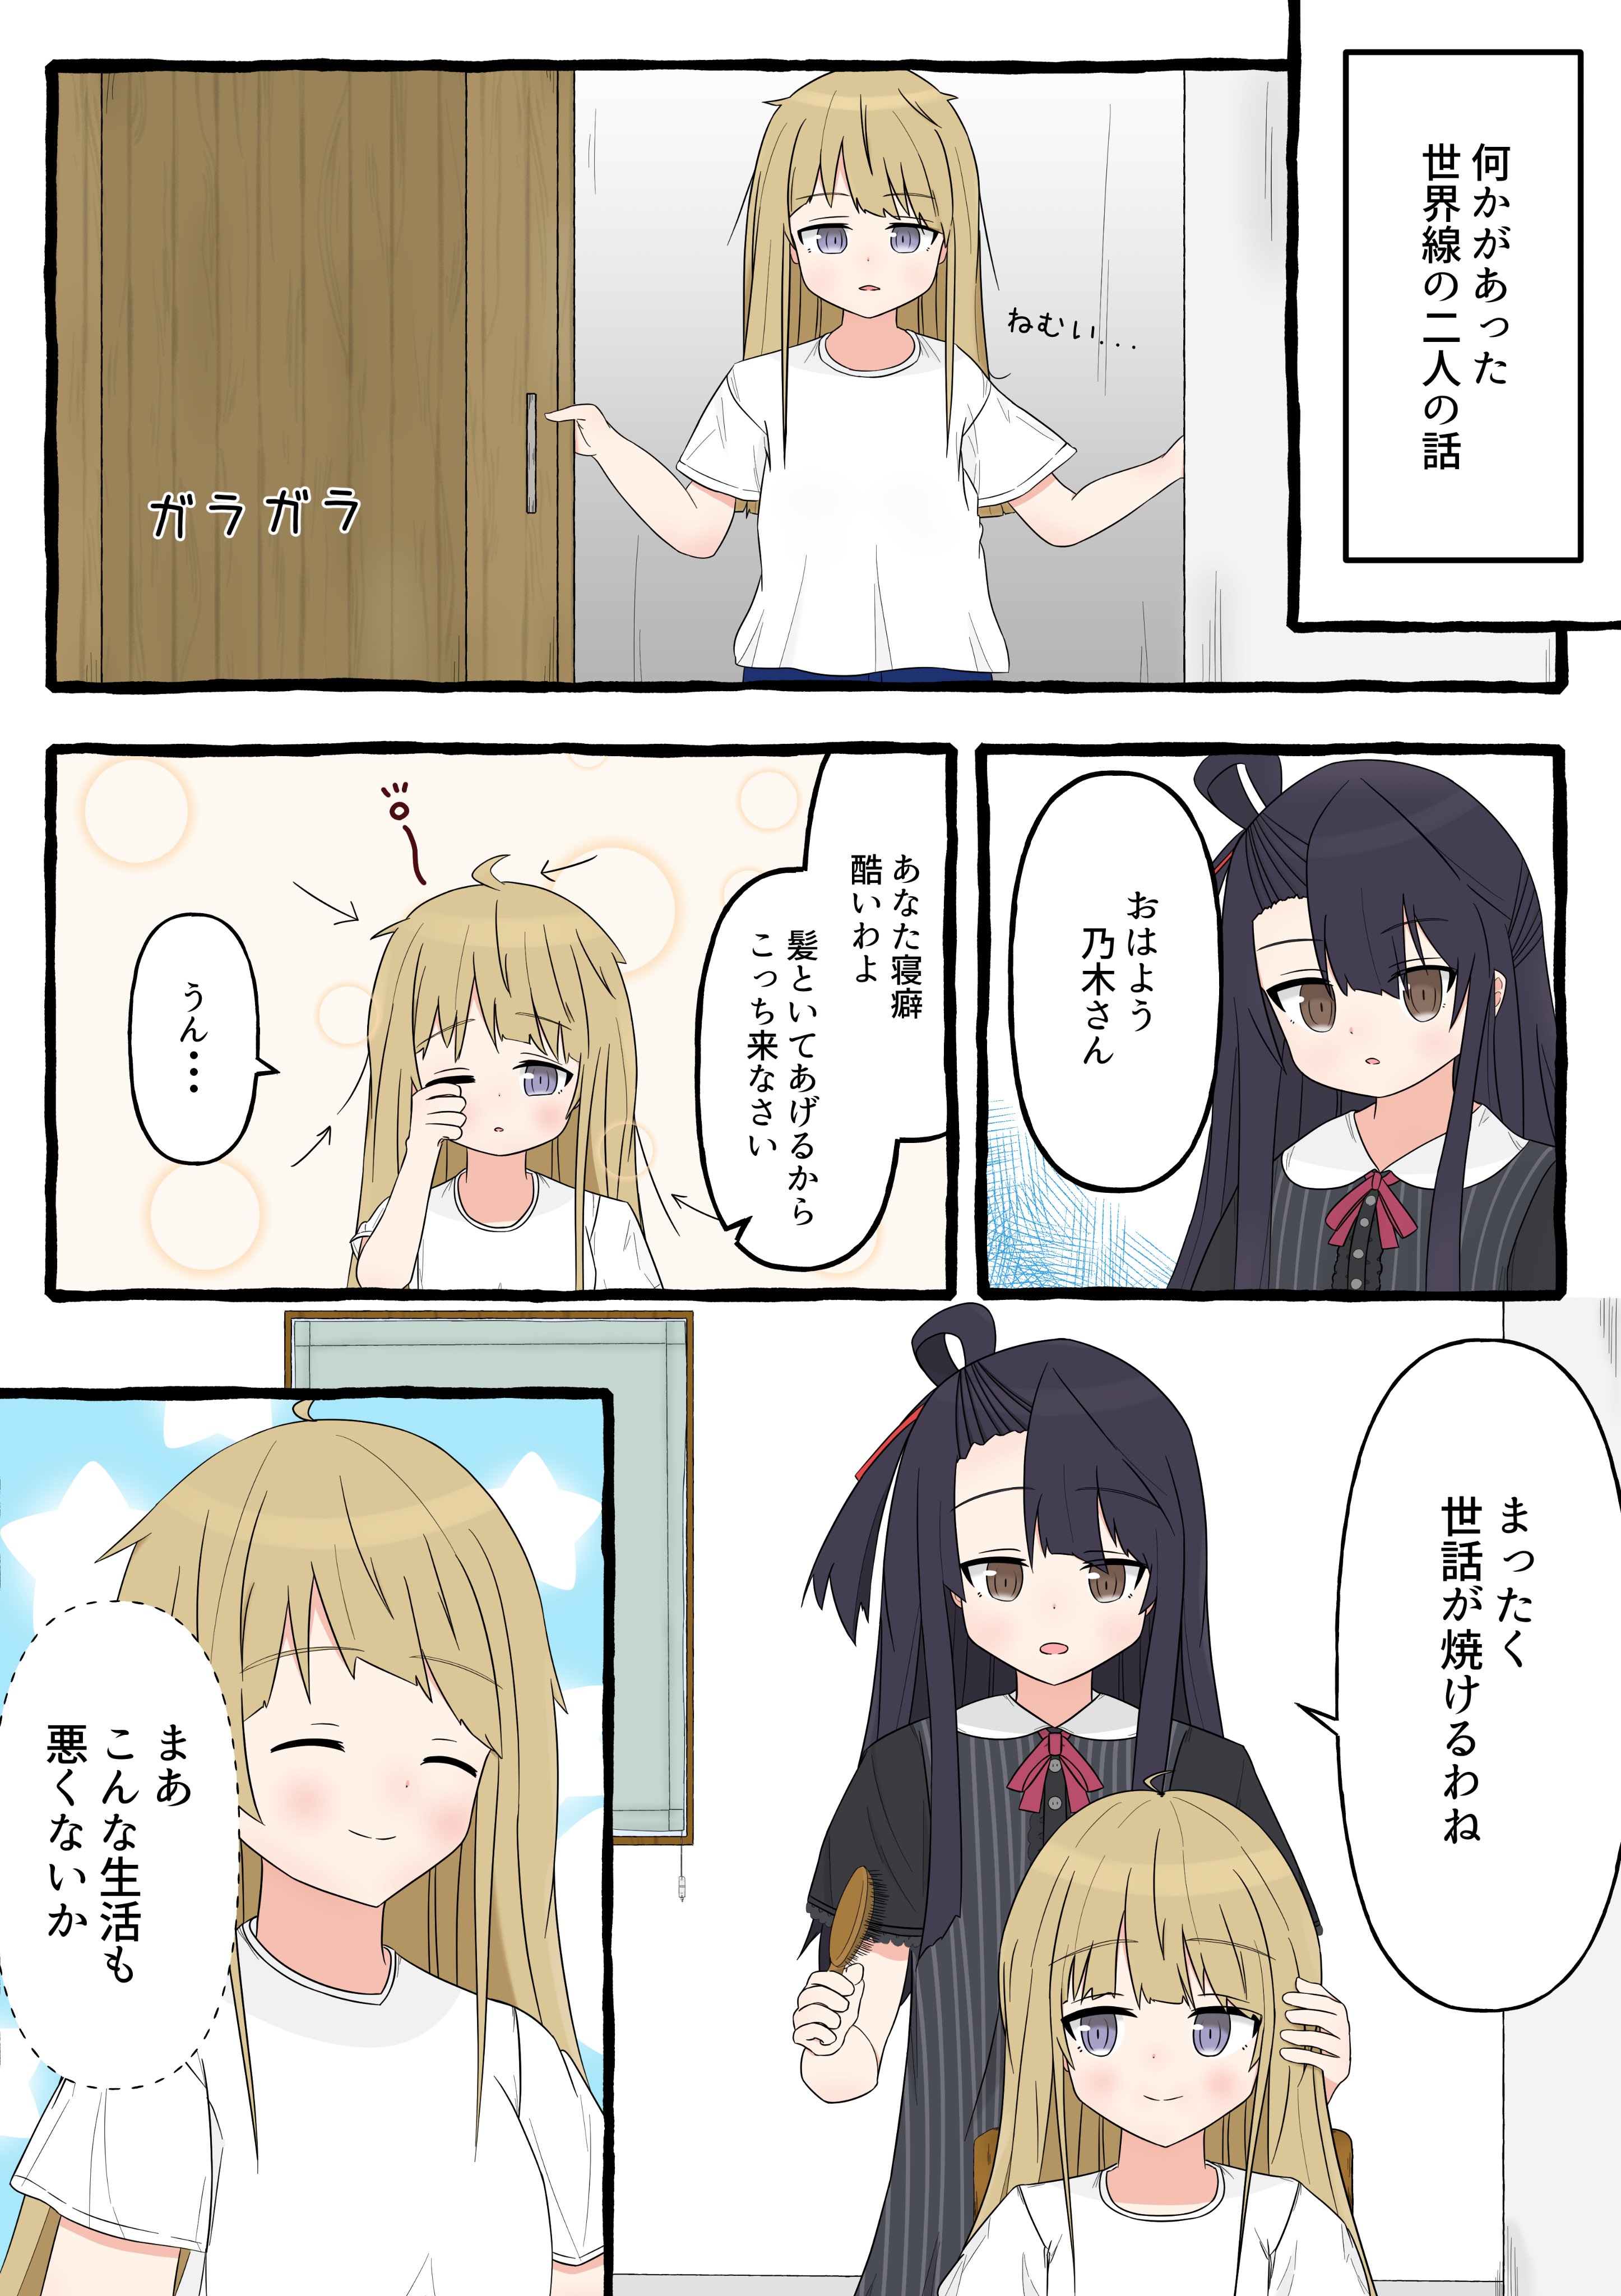 何かがあった
世界線の二人の話
ねむい...
ガラガラ
おはよう
乃木さん
あなた寝癖
酷いわよ
髪といてあげるから
こっち来なさい
うん…
まったく
世話が焼けるわね
まあ
こんな生活も
悪くないか